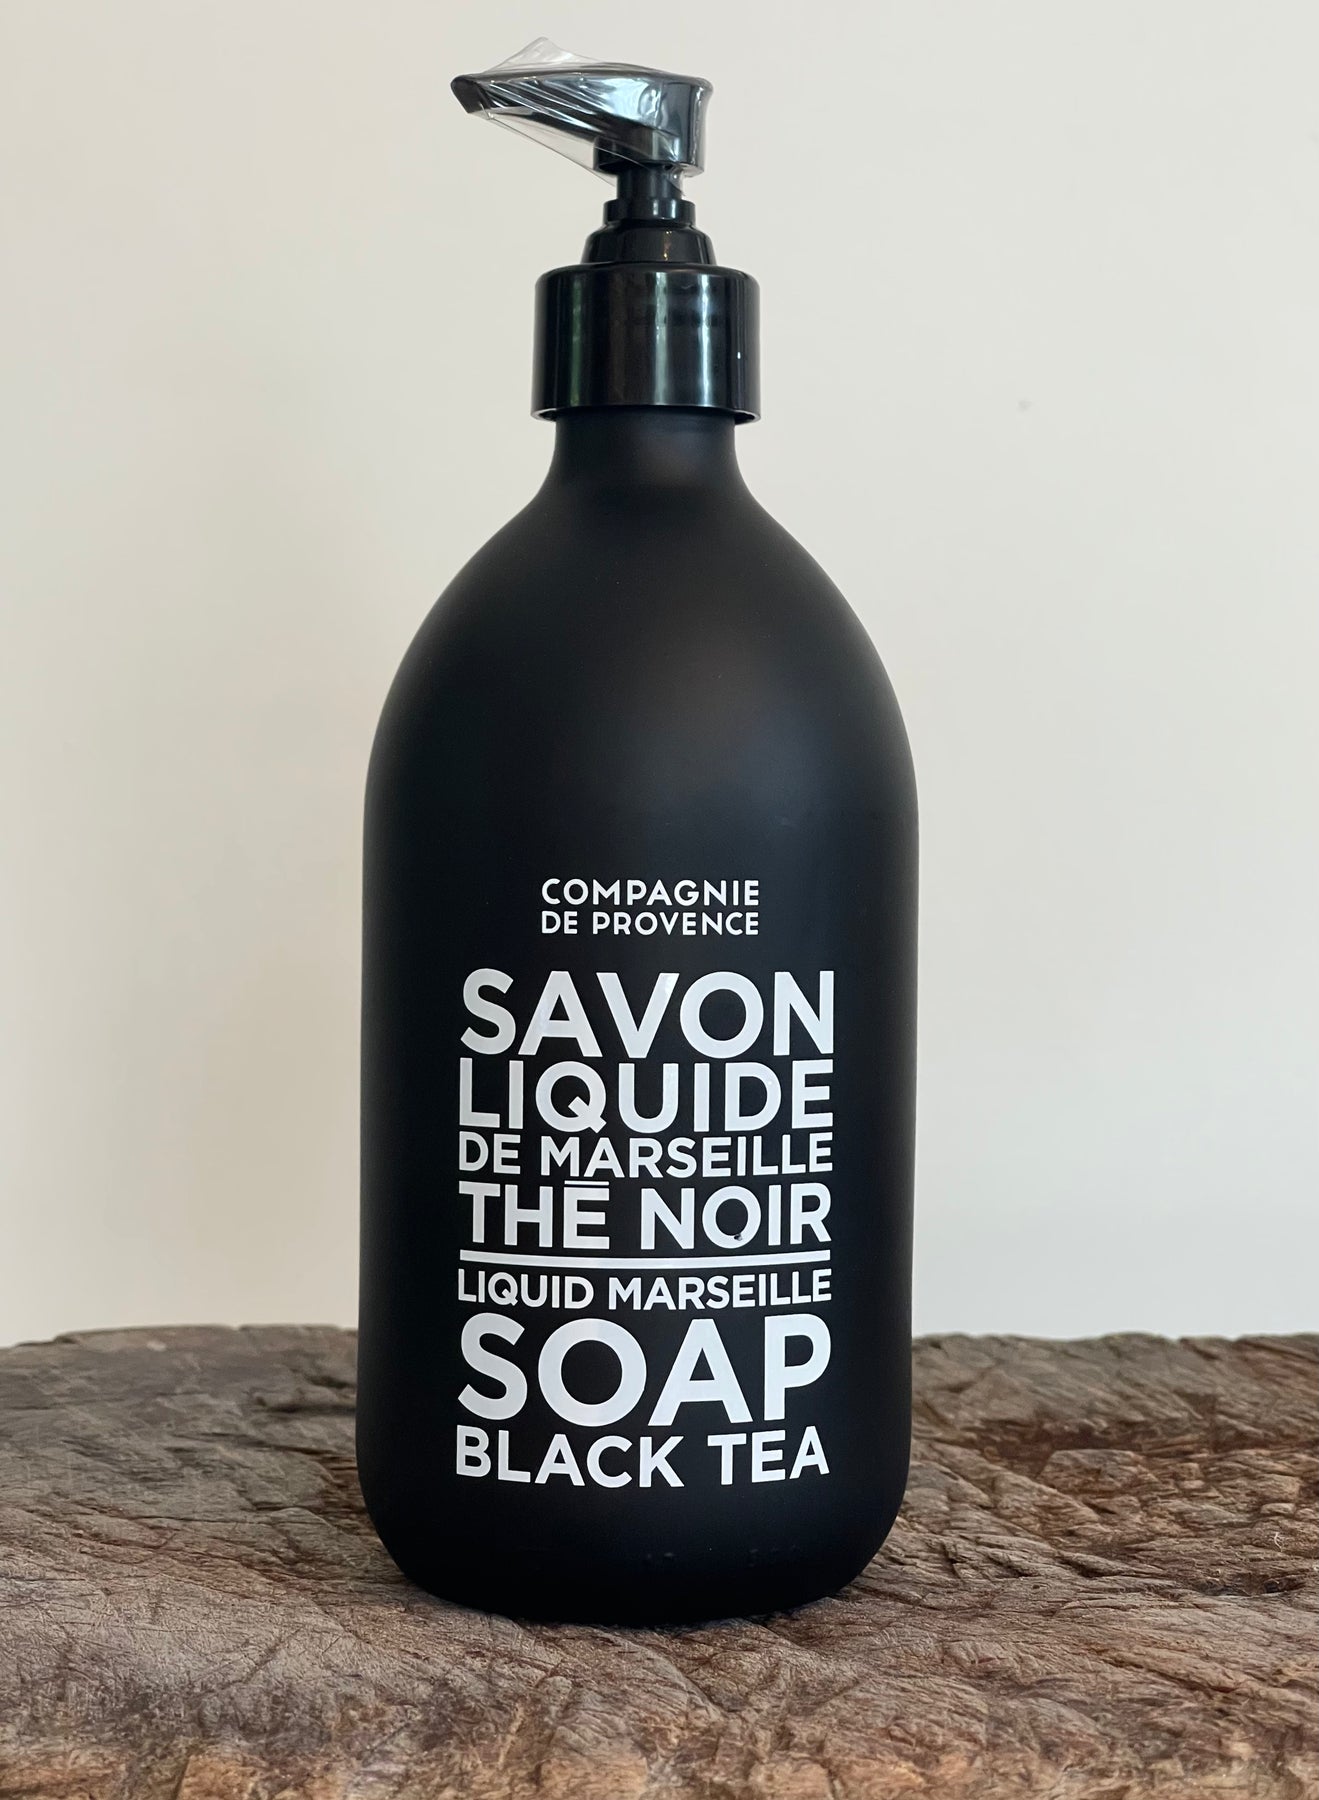 COMPAGNIE
DE PROVENCE
SAVON
LIQUIDE
DE MARSEILLE
THĒ NOIR
LIQUID MARSEILLE
SOAP
BLACK TEA